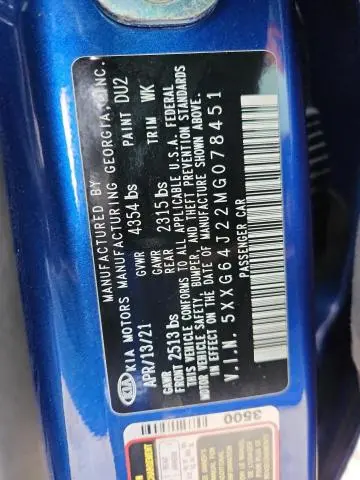 MANUFACTURED BY
KIA KIA MOTORS MANUFACTURING GEORGIA, INC.
APR/13/21 GVWR 4354 lbs PAINT DU2
GAWR FRONT 2513 lbs GAWR REAR 2315 lbs TRIM WK
THIS VEHICLE CONFORMS TO ALL APPLICABLE U.S.A. FEDERAL
MOTOR VEHICLE SAFETY, BUMPER, AND THEFT PREVENTION STANDARDS
IN EFFECT ON THE DATE OF MANUFACTURE SHOWN ABOVE.
V.I.N. 5XXG64J22MG078451
PASSENGER CAR
3500